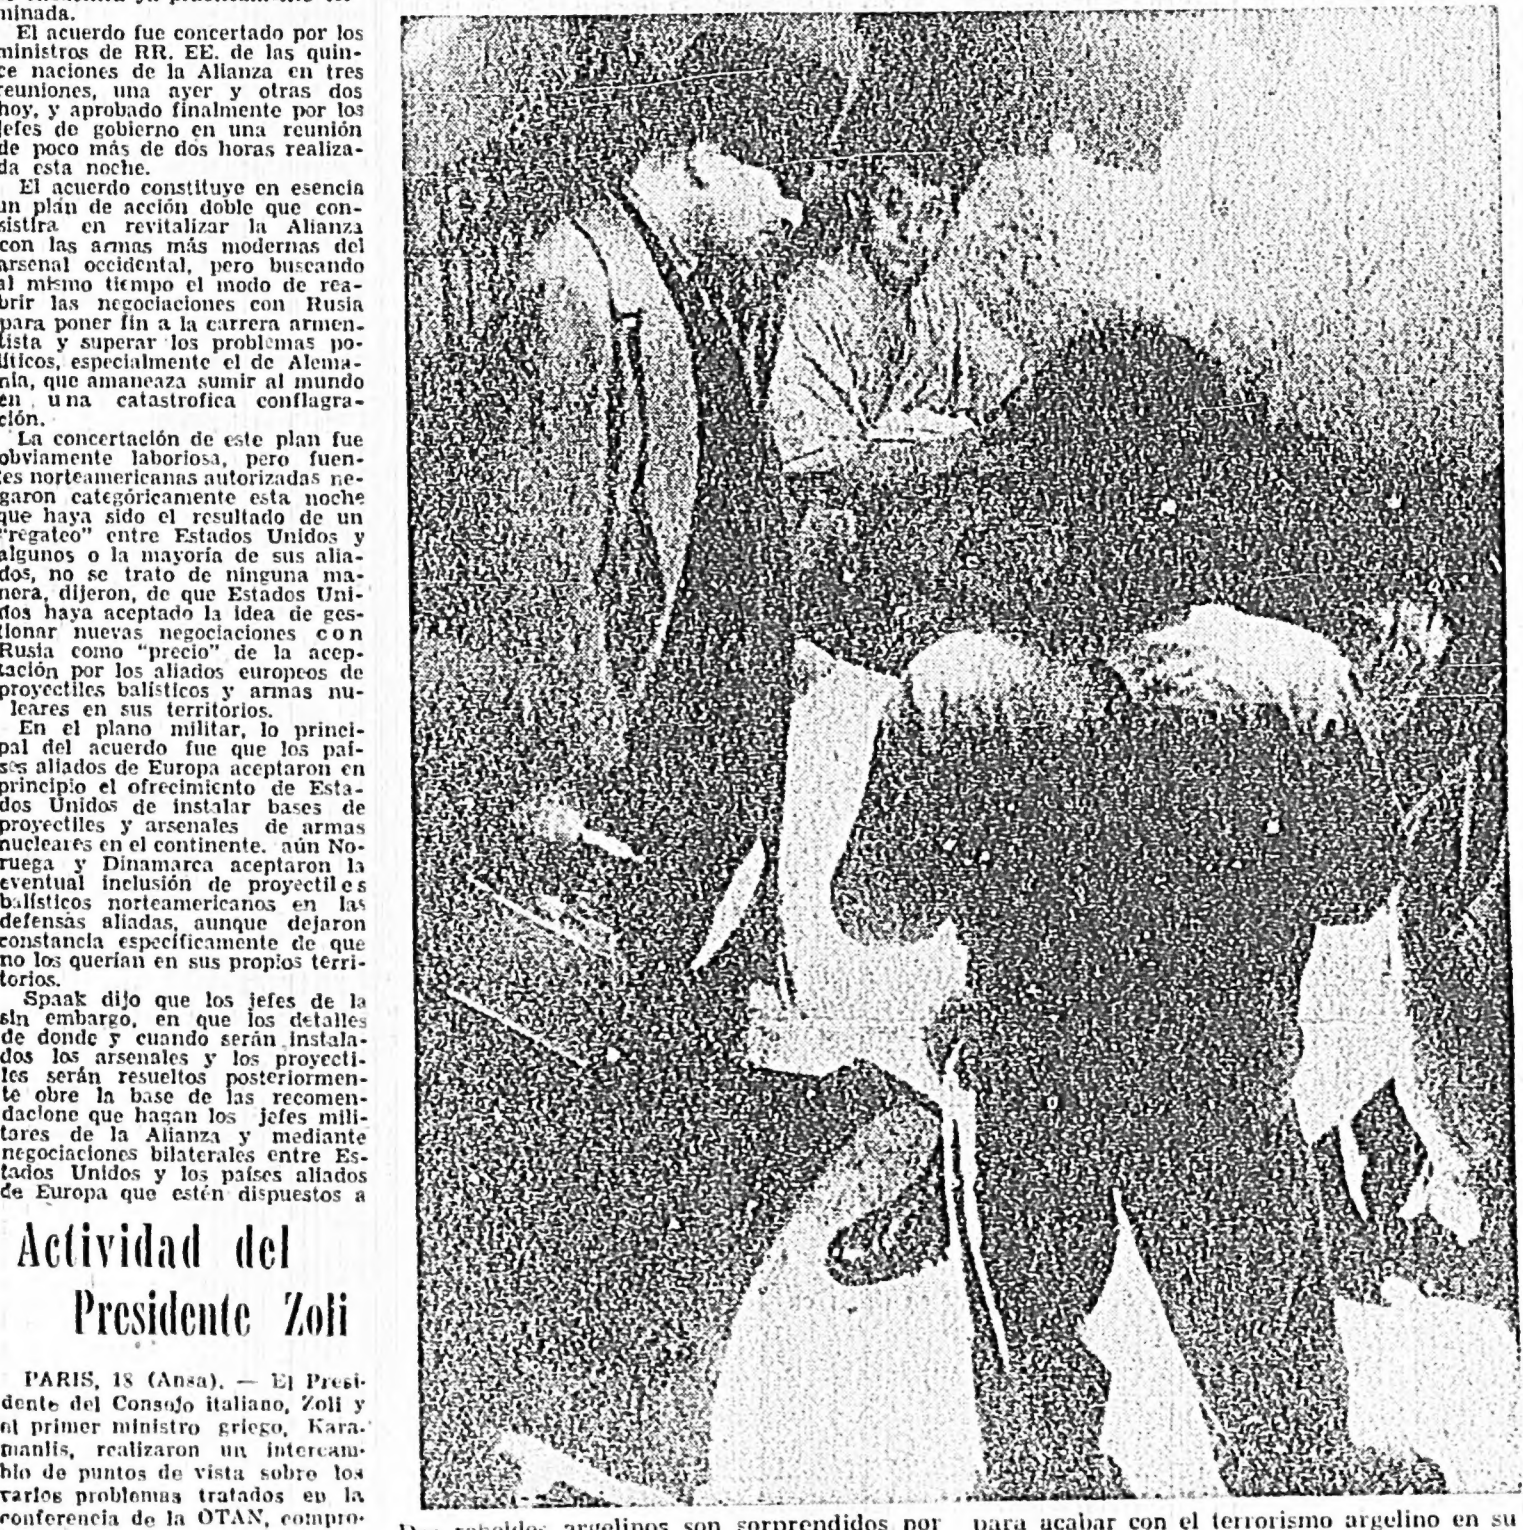 minada.
El acuerdo fue concertado por los
ministros de RR. EE. de las quin-
ce naciones de la Alianza en tres
reuniones, una ayer y otras dos
hoy, y aprobado finalmente por los
jefes de gobierno en una reunión
de poco más de dos horas realiza-
da esta noche.
El acuerdo constituye en esencia
un plan de acción doble que con-
sistira en revitalizar la Alianza
con las armas más modernas del
arsenal occidental, pero buscando
al mismo tiempo el modo de rea-
brir las negociaciones con Rusia
para poner fin a la carrera armen-
tista y superar los problemas po-
líticos, especialmente el de Alema-
nia, que amaneaza sumir al mundo
en una catastrofica conflagra-
ción.
La concertación de este plan fue
obviamente laboriosa, pero fuen-
tes norteamericanas autorizadas ne-
garon categóricamente esta noche
que haya sido el resultado de un
"regateo" entre Estados Unidos y
algunos o la mayoría de sus alia-
dos, no se trato de ninguna ma-
nera, dijeron, de que Estados Uni-
dos haya aceptado la idea de ges-
tionar nuevas negociaciones con
Rusia como "precio" de la acep-
tación por los aliados europeos de
proyectiles balísticos y armas nu-
leares en sus territorios.
En el plano militar, lo princi-
pal del acuerdo fue que los paí-
ses aliados de Europa aceptaron en
principio el ofrecimiento de Esta-
dos Unidos de instalar bases de
proyectiles y arsenales de armas
nucleares en el continente. aún No-
ruega y Dinamarca aceptaron la
eventual inclusión de proyectiles
balísticos norteamericanos en las
defensas aliadas, aunque dejaron
constancia específicamente de que
no los querían en sus propios terri-
torios.
Spaak dijo que los jefes de la
sin embargo, en que los detalles
de donde y cuando serán instala-
dos los arsenales y los proyecti-
les serán resueltos posteriormen-
te obre la base de las recomen-
dacione que hagan los jefes mili-
tares de la Alianza y mediante
negociaciones bilaterales entre Es-
tados Unidos y los países aliados
de Europa que estén dispuestos a
Actividad del
Presidente Zoli
PARIS, 18 (Ansa). — El Presi-
dente del Consejo italiano, Zoli y
el primer ministro griego, Kara-
manlis, realizaron un intercam-
bio de puntos de vista sobre los
varios problemas tratados en la
conferencia de la OTAN, compro-
rebeldes argelinos son sorprendidos por
para acabar con el terrorismo argelino en su